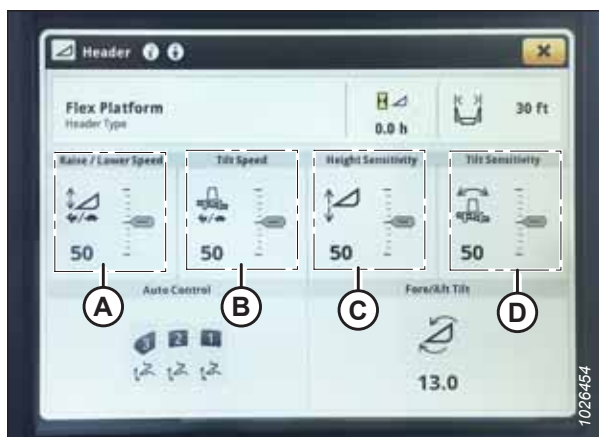 Header
Flex Platform
Header Type
0.0 h
30 ft
Raise / Lower Speed
Tilt Speed
Height Sensitivity
Tilt Sensitivity
50
50
50
50
A
B
C
D
Auto Control
Fore/Aft Tilt
3 2 1
13.0
1026454